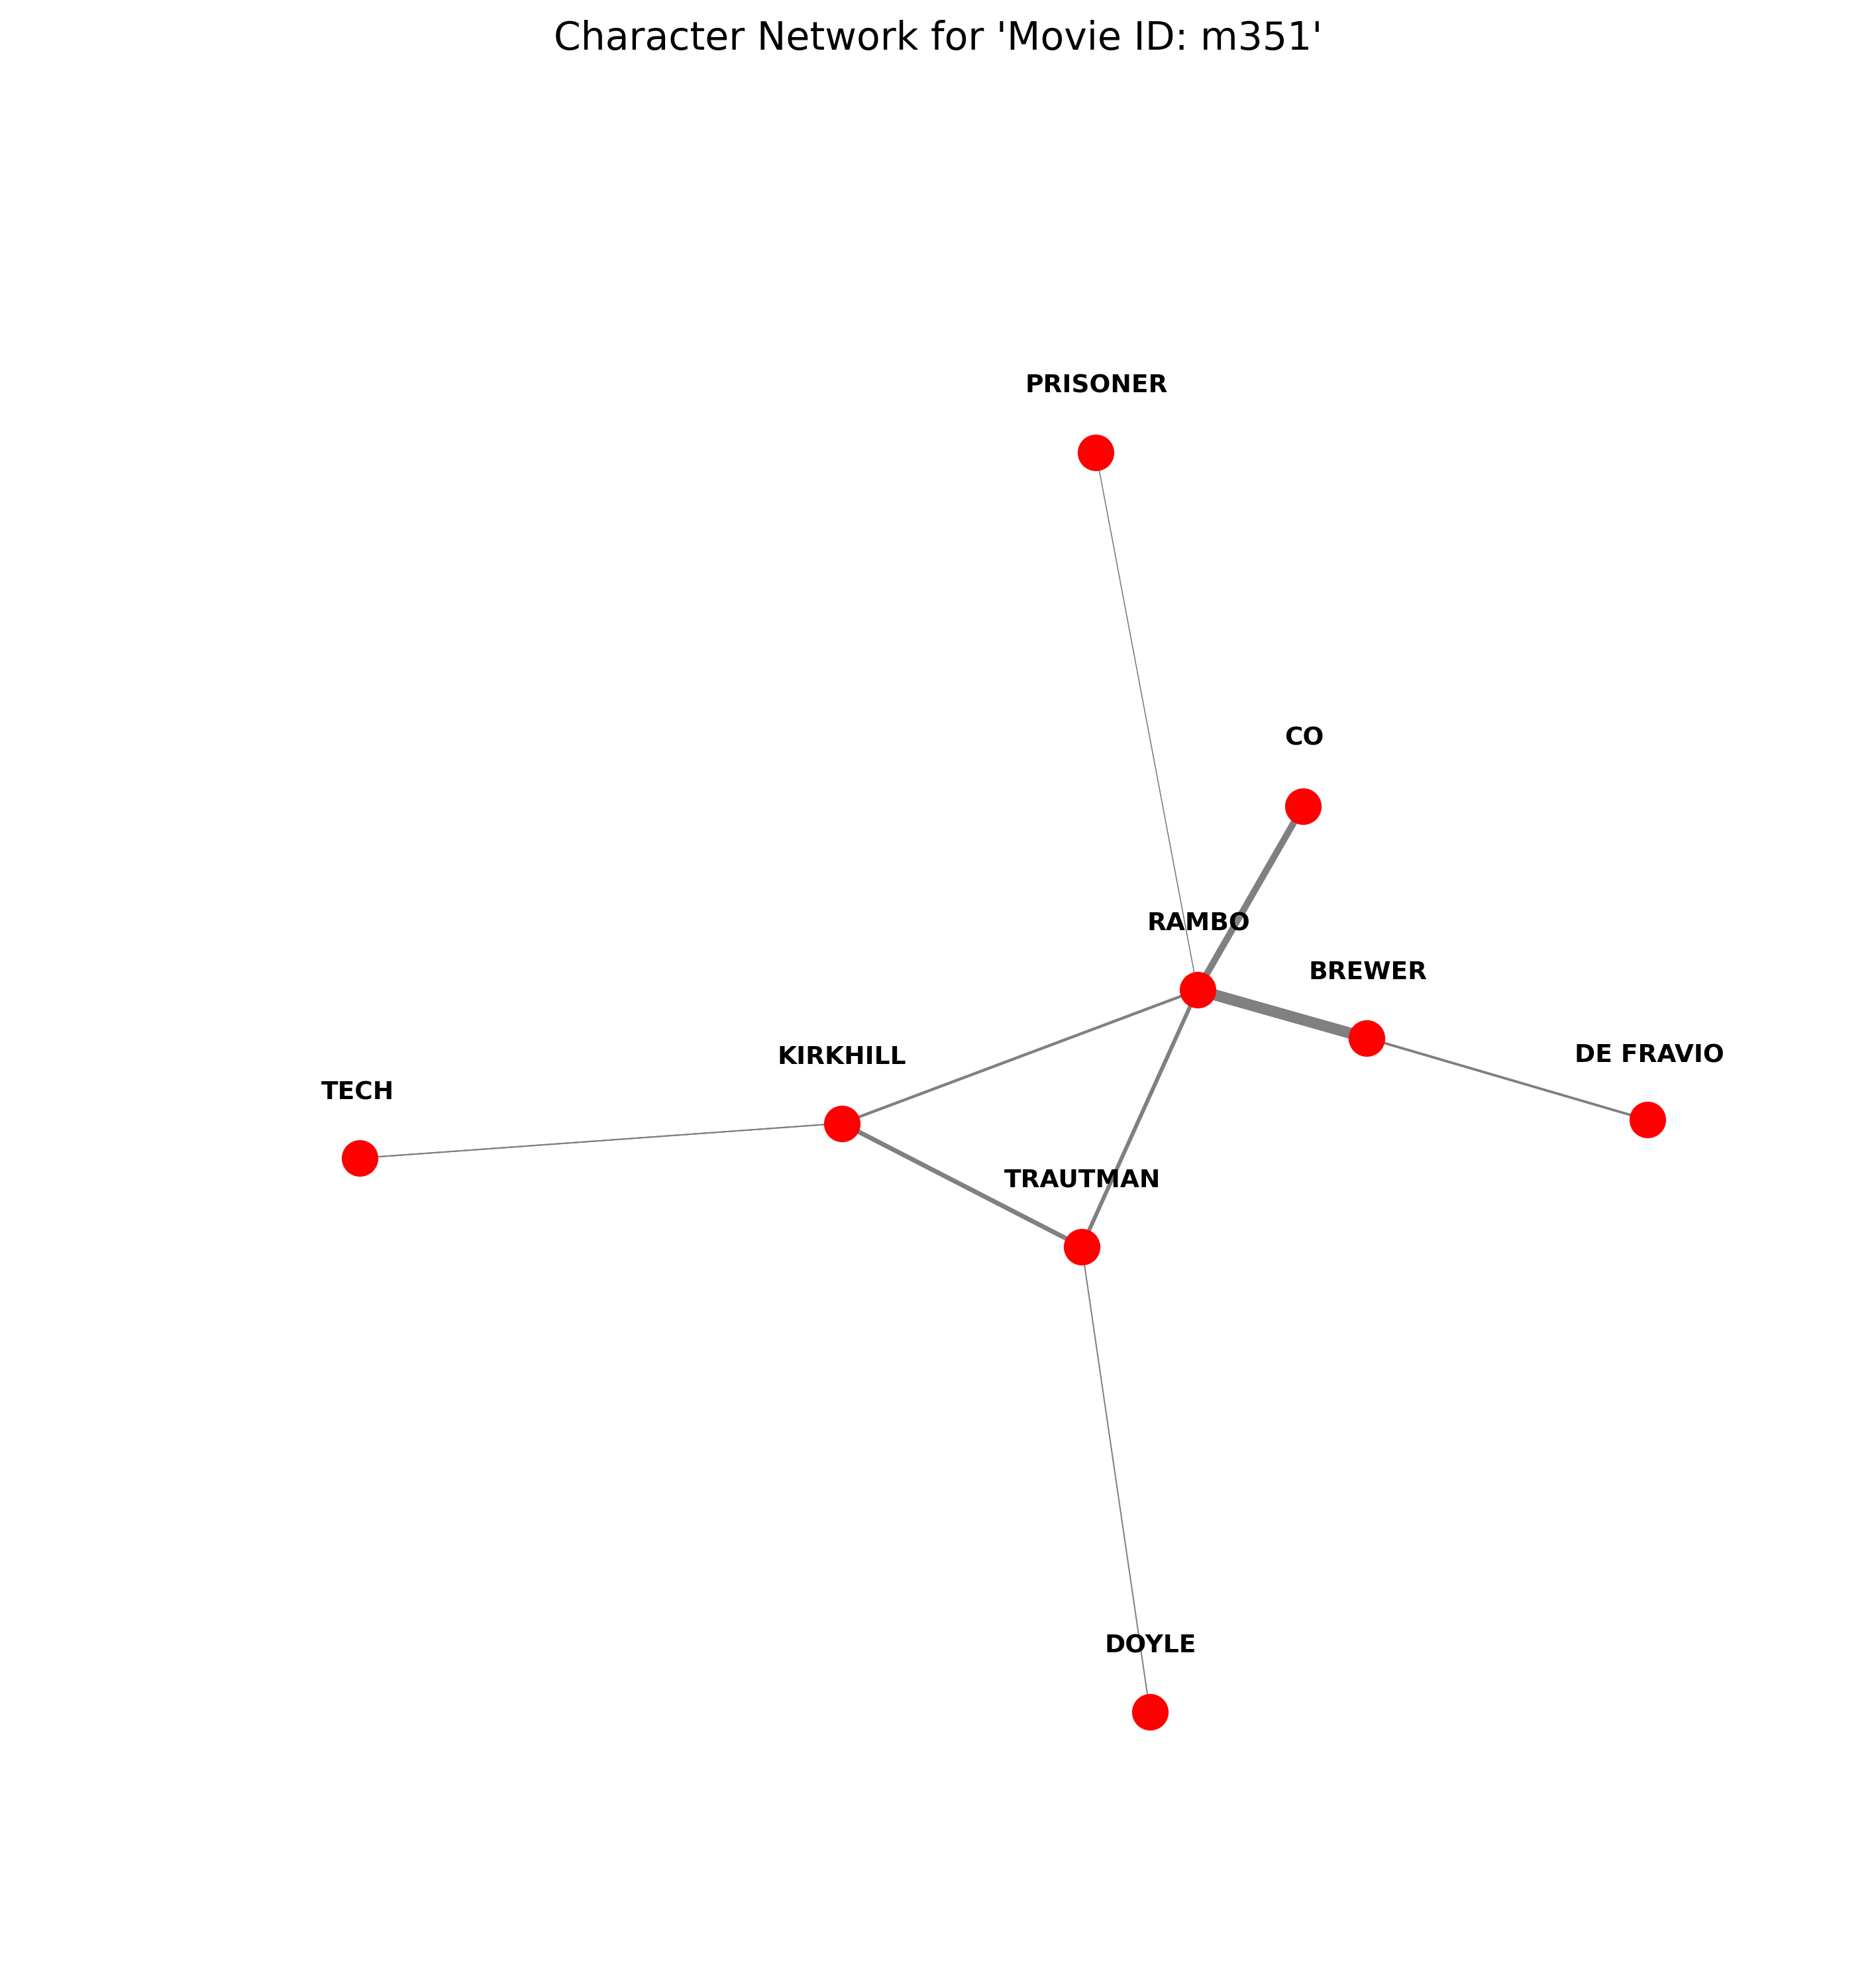 Character Network for 'Movie ID: m351'
PRISONER
CO
RAMBO
BREWER
DE FRAVIO
KIRKHILL
TECH
TRAUTMAN
DOYLE